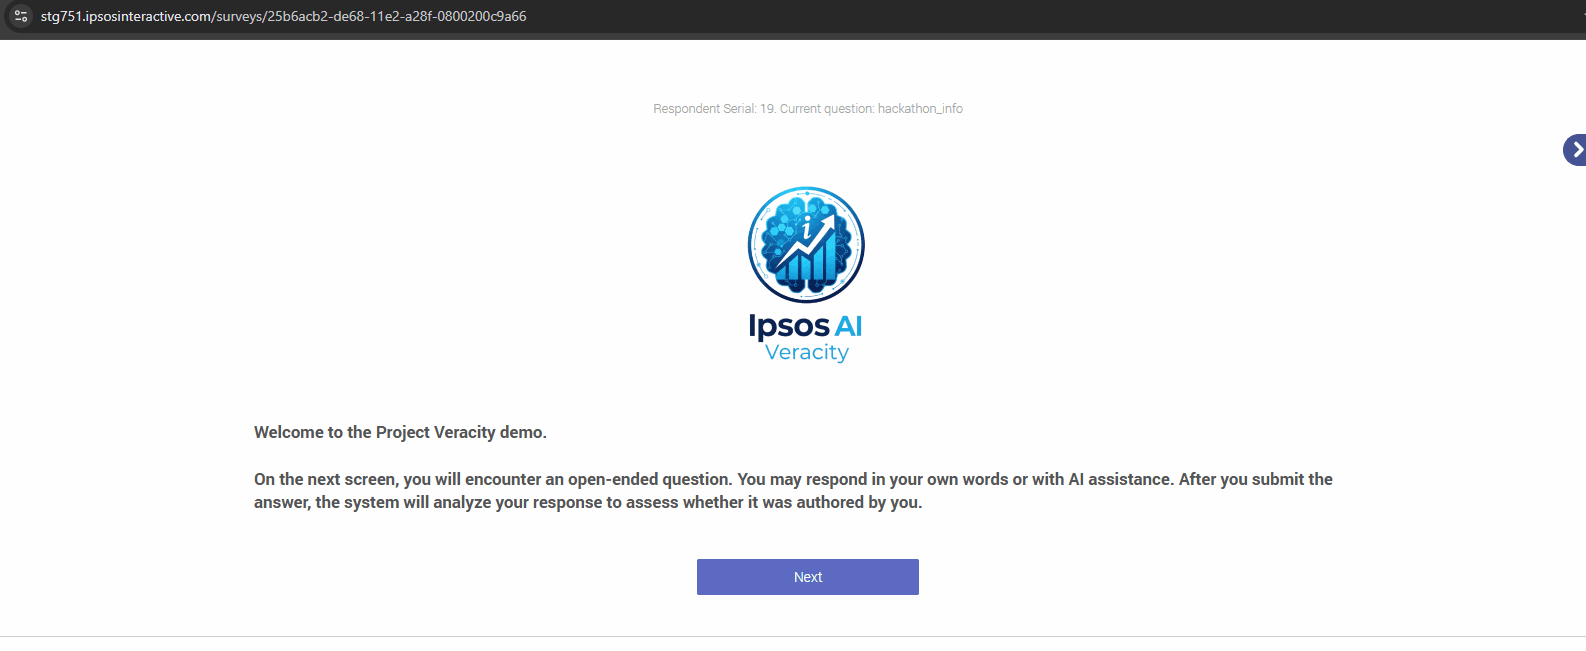 stg751.ipsosinteractive.com/surveys/25b6acb2-de68-11e2-a28f-0800200c9a66
Respondent Serial: 19. Current question: hackathon_info
i
Ipsos AI
Veracity
Welcome to the Project Veracity demo.
On the next screen, you will encounter an open-ended question. You may respond in your own words or with AI assistance. After you submit the
answer, the system will analyze your response to assess whether it was authored by you.
Next